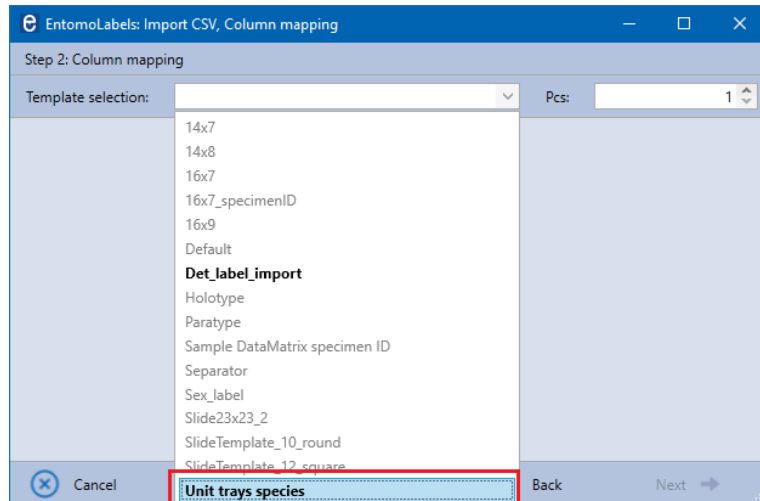 e EntomoLabels: Import CSV, Column mapping
Step 2: Column mapping
Template selection: Pcs: 1
14x7
14x8
16x7
16x7_specimenID
16x9
Default
Det_label_import
Holotype
Paratype
Sample DataMatrix specimen ID
Separator
Sex_label
Slide23x23_2
SlideTemplate_10_round
SlideTemplate_12_square
Unit trays species
Cancel Back Next